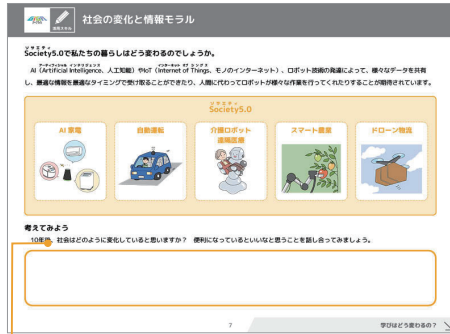 社会の変化と情報モラル
ソサエティ
Society5.0で私たちの暮らしはどう変わるのでしょうか。
アーティフィシャル インテリジェンス インターネット オブ シングス
AI（Artificial Intelligence、人工知能）やIoT（Internet of Things、モノのインターネット）、ロボット技術の発達によって、様々なデータを共有
し、最適な情報を最適なタイミングで受け取ることができたり、人間に代わってロボットが様々な作業を行ってくれたりすることが期待されています。
ソサエティ
Society5.0
AI 家電
自動運転
介護ロボット
遠隔医療
スマート農業
ドローン物流
考えてみよう
10年後、社会はどのように変化していると思いますか？ 便利になっているといいなと思うことを話し合ってみましょう。
7
学びはどう変わるの？